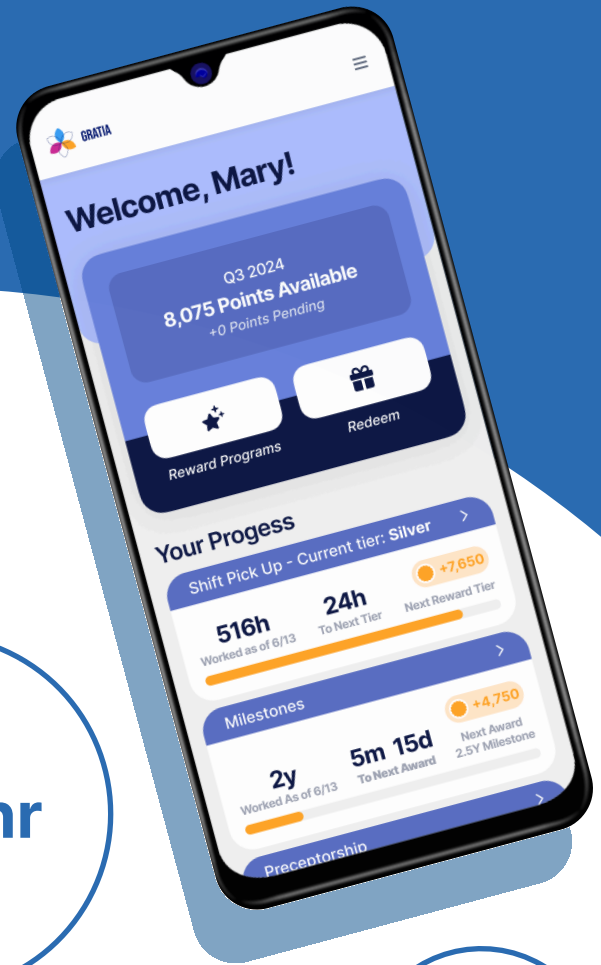 GRATIA
Welcome, Mary!
Q3 2024
8,075 Points Available
+0 Points Pending
Reward Programs
Redeem
Your Progess
Shift Pick Up - Current tier: Silver
516h
Worked as of 6/13
24h
To Next Tier
+7,650
Next Reward Tier
Milestones
2y
Worked As of 6/13
5m 15d
To Next Award
+4,750
Next Award
2.5Y Milestone
Preceptorship